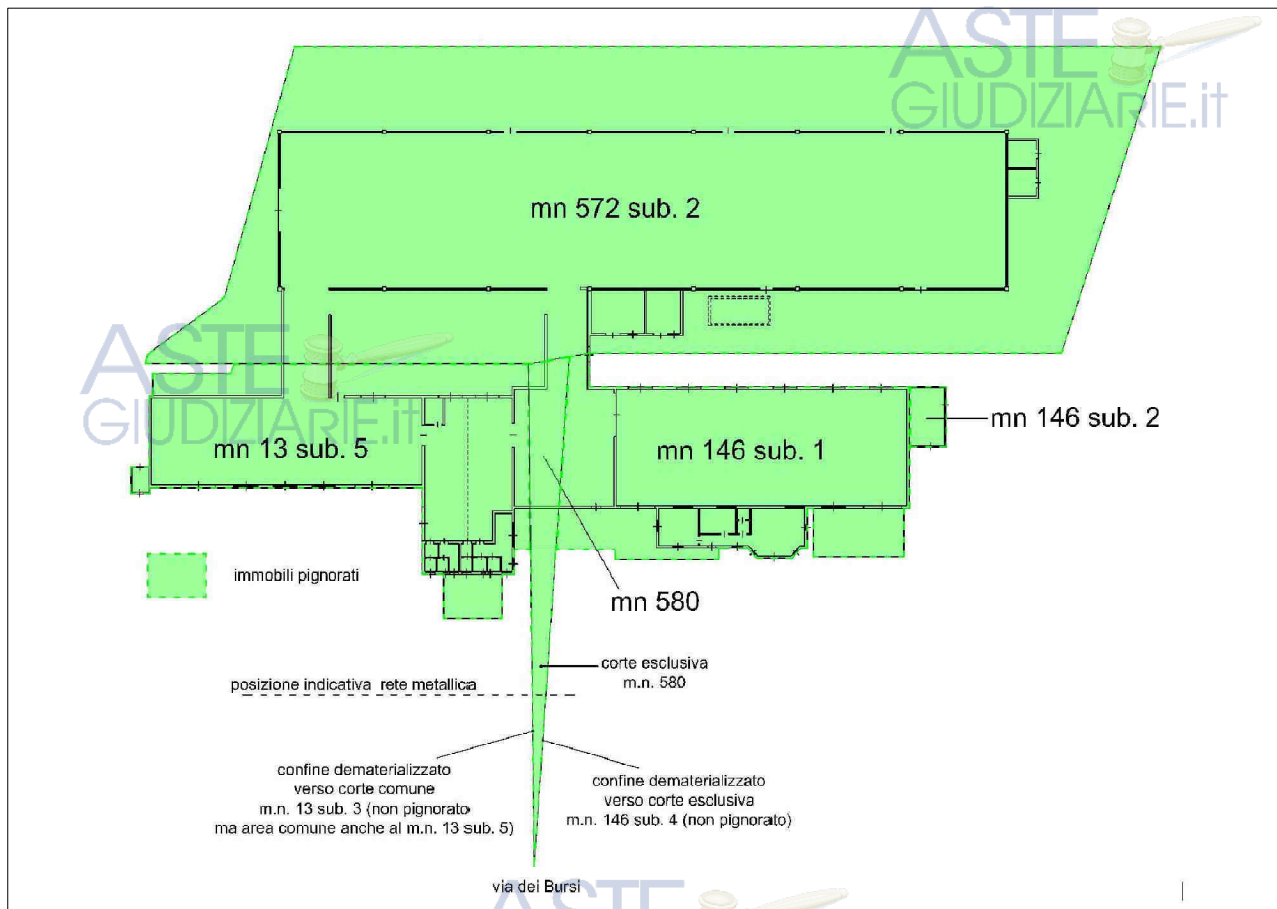 ASTE
GIUDIZIARIE.it
mn 572 sub. 2
ASTE
GIUDIZIARIE.it
mn 13 sub. 5
mn 146 sub. 1
mn 146 sub. 2
immobili pignorati
mn 580
corte esclusiva
m.n. 580
posizione indicativa rete metallica
confine dematerializzato
verso corte comune
m.n. 13 sub. 3 (non pignorato
ma area comune anche al m.n. 13 sub. 5)
confine dematerializzato
verso corte esclusiva
m.n. 146 sub. 4 (non pignorato)
via dei Bursi
ASTE